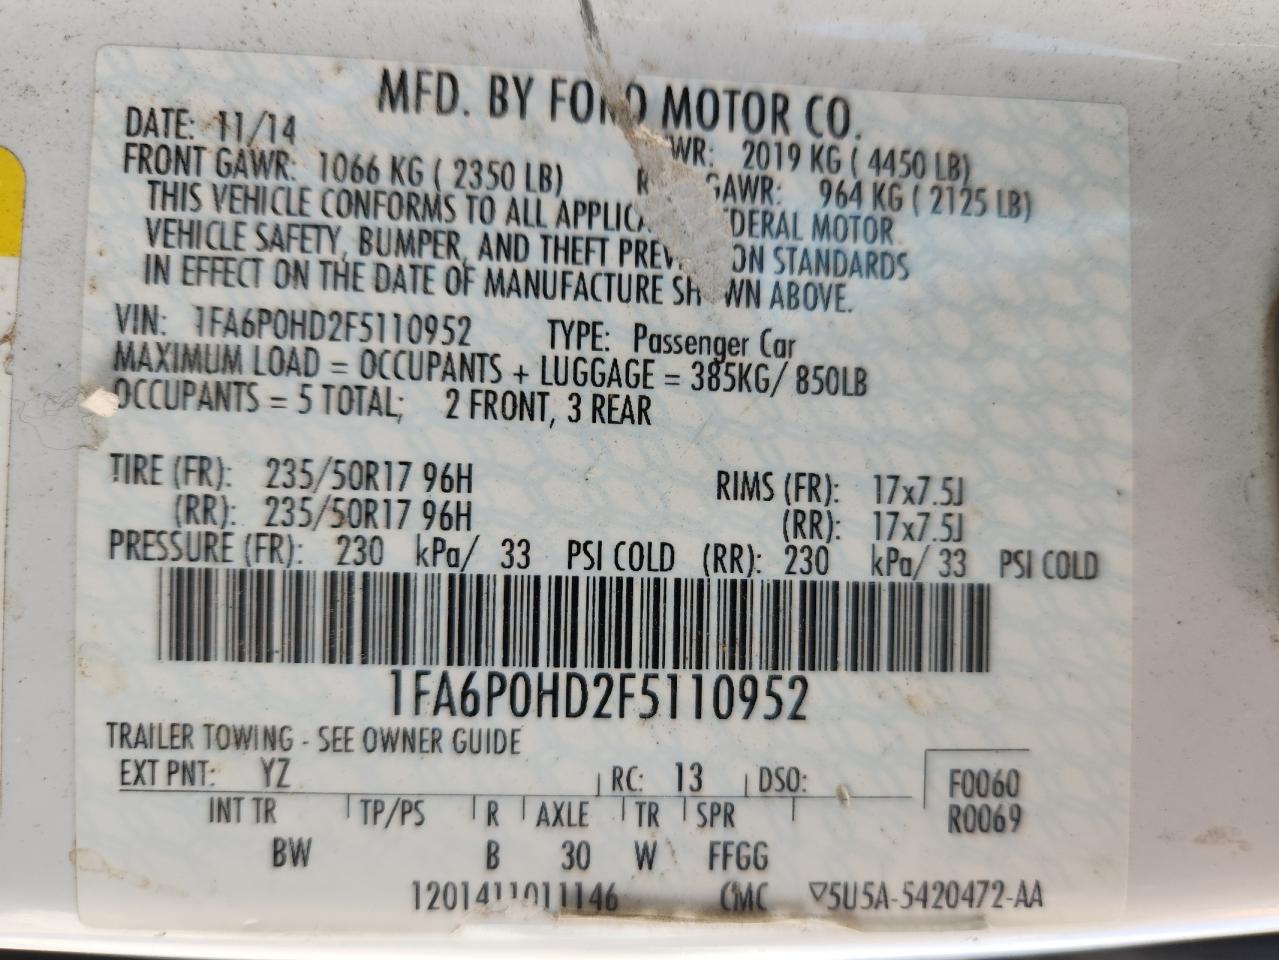 MFD. BY FORD MOTOR CO.
DATE: 11/14 WR: 2019 KG ( 4450 LB)
FRONT GAWR: 1066 KG ( 2350 LB) R GAWR: 964 KG ( 2125 LB)
THIS VEHICLE CONFORMS TO ALL APPLICA DERAL MOTOR
VEHICLE SAFETY, BUMPER, AND THEFT PREV ON STANDARDS
IN EFFECT ON THE DATE OF MANUFACTURE SH WN ABOVE.
VIN: 1FA6P0HD2F5110952 TYPE: Passenger Car
MAXIMUM LOAD = OCCUPANTS + LUGGAGE = 385KG/ 850LB
OCCUPANTS = 5 TOTAL; 2 FRONT, 3 REAR
TIRE (FR): 235/50R17 96H RIMS (FR): 17x7.5J
(RR): 235/50R17 96H (RR): 17x7.5J
PRESSURE (FR): 230 kPa/ 33 PSI COLD (RR): 230 kPa/ 33 PSI COLD
1FA6P0HD2F5110952
TRAILER TOWING - SEE OWNER GUIDE
EXT PNT: YZ RC: 13 DSO: F0060
INT TR TP/PS R AXLE TR SPR R0069
BW B 30 W FFGG
1201411011146 CMC ▽5U5A-5420472-AA